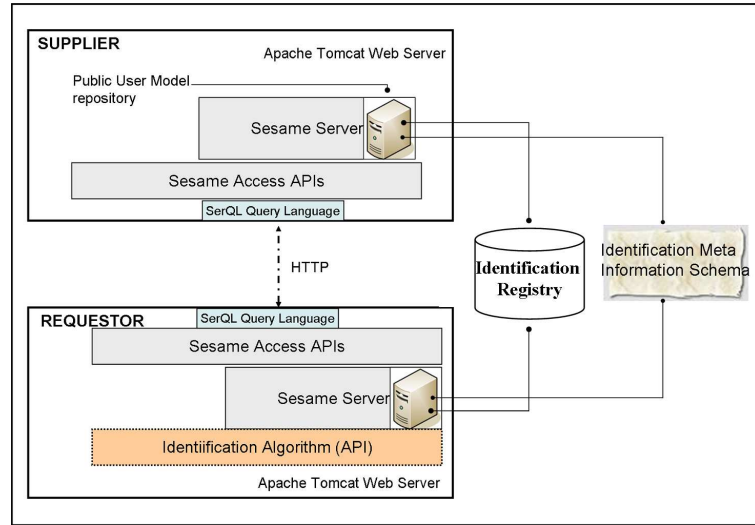 SUPPLIER
Apache Tomcat Web Server
Public User Model
repository
Sesame Server
Sesame Access APIs
SerQL Query Language
HTTP
Identification
Registry
Identification Meta
Information Schema
REQUESTOR
SerQL Query Language
Sesame Access APIs
Sesame Server
Identiification Algorithm (API)
Apache Tomcat Web Server